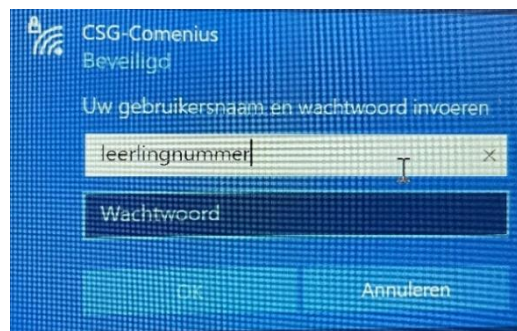 CSG-Comenius
Beveiligd
Uw gebruikersnaam en wachtwoord invoeren
leerlingnummer
Wachtwoord
OK
Annuleren